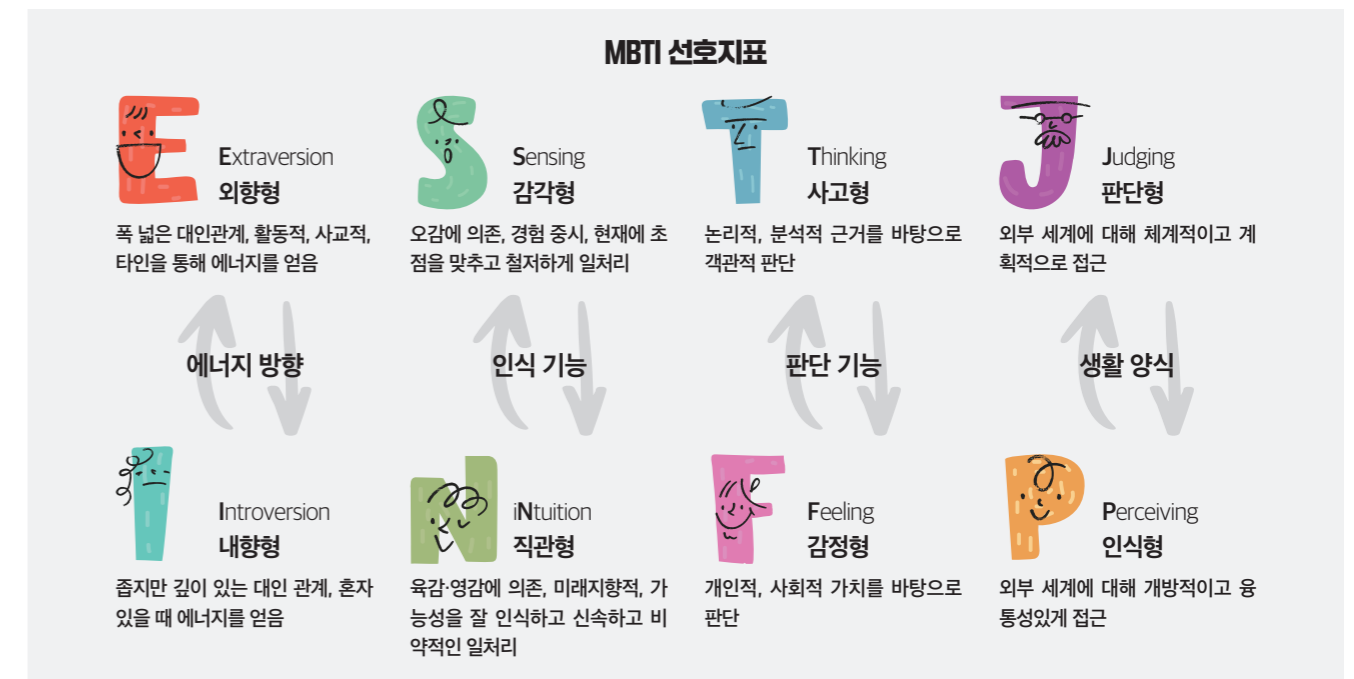 MBTI 선호지표
Extraversion
외향형
폭 넓은 대인관계, 활동적, 사교적,
타인을 통해 에너지를 얻음
Sensing
감각형
오감에 의존, 경험 중시, 현재에 초
점을 맞추고 철저하게 일처리
Thinking
사고형
논리적, 분석적 근거를 바탕으로
객관적 판단
Judging
판단형
외부 세계에 대해 체계적이고 계
획적으로 접근
에너지 방향
인식 기능
판단 기능
생활 양식
Introversion
내향형
좁지만 깊이 있는 대인 관계, 혼자
있을 때 에너지를 얻음
iNtuition
직관형
육감·영감에 의존, 미래지향적, 가
능성을 잘 인식하고 신속하고 비
약적인 일처리
Feeling
감정형
개인적, 사회적 가치를 바탕으로
판단
Perceiving
인식형
외부 세계에 대해 개방적이고 융
통성있게 접근